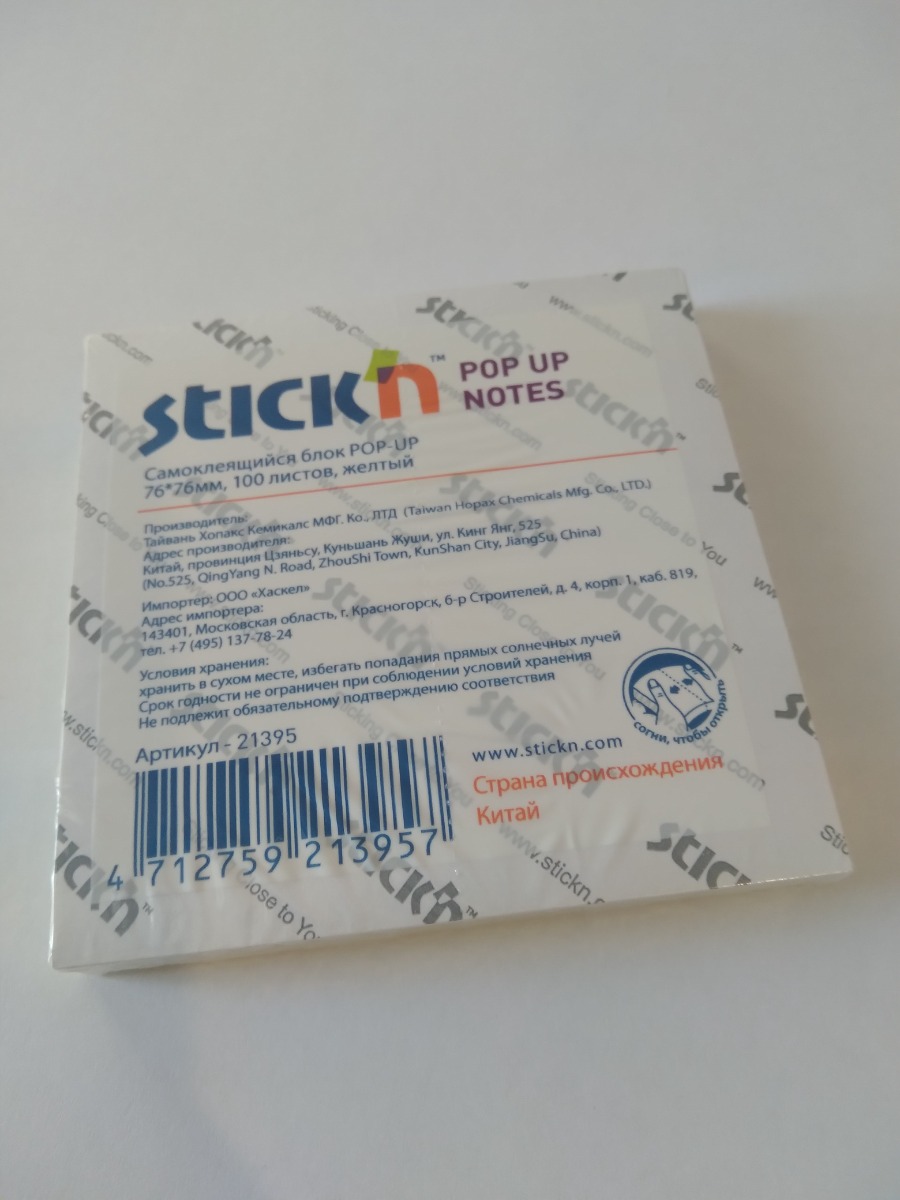 stick'n™ POP UP
NOTES
Самоклеящийся блок POP-UP
76*76мм, 100 листов, желтый
Производитель:
Тайвань Хопакс Кемикалс МФГ. Ко., ЛТД (Taiwan Hopax Chemicals Mfg. Co., LTD.)
Адрес производителя:
Китай, провинция Цзяньсу, Куньшань Жуши, ул. Кинг Янг, 525
(No.525, QingYang N. Road, ZhouShi Town, KunShan City, JiangSu, China)
Импортер: ООО «Хаскел»
Адрес импортера:
143401, Московская область, г. Красногорск, б-р Строителей, д. 4, корп. 1, каб. 819,
тел. +7 (495) 137-78-24
Условия хранения:
хранить в сухом месте, избегать попадания прямых солнечных лучей
Срок годности не ограничен при соблюдении условий хранения
Не подлежит обязательному подтверждению соответствия
согни, чтобы открыть
Артикул - 21395
www.stickn.com
Страна происхождения
Китай
4 712759 213957